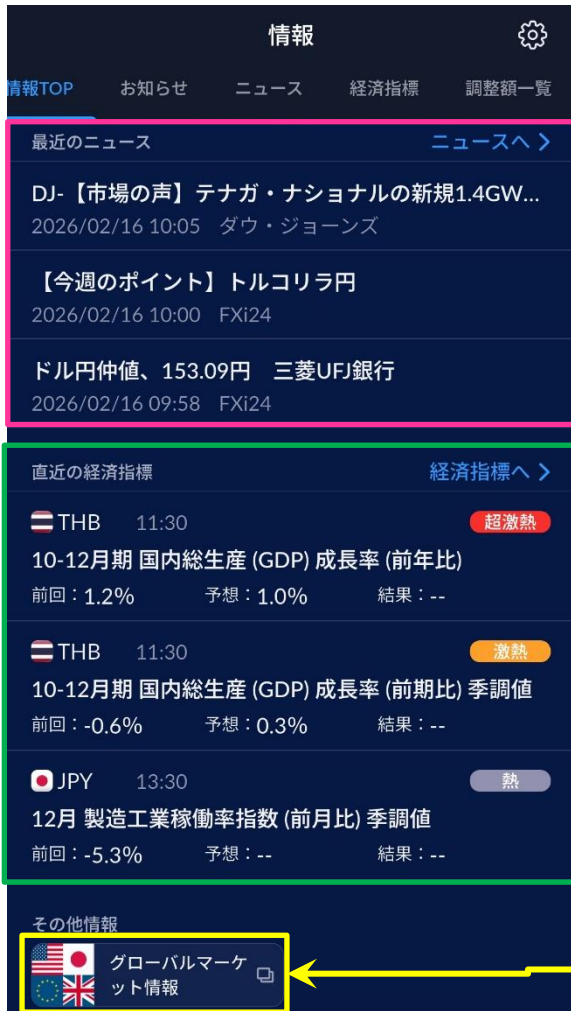 情報
情報TOP お知らせ ニュース 経済指標 調整額一覧
最近のニュース ニュースへ
DJ-【市場の声】テナガ・ナショナルの新規1.4GW...
2026/02/16 10:05 ダウ・ジョーンズ
【今週のポイント】トルコリラ円
2026/02/16 10:00 FXi24
ドル円仲値、153.09円　三菱UFJ銀行
2026/02/16 09:58 FXi24
直近の経済指標 経済指標へ
THB 11:30 超激熱
10-12月期 国内総生産 (GDP) 成長率 (前年比)
前回：1.2% 予想：1.0% 結果：--
THB 11:30 激熱
10-12月期 国内総生産 (GDP) 成長率 (前期比) 季調値
前回：-0.6% 予想：0.3% 結果：--
JPY 13:30 熱
12月 製造工業稼働率指数 (前月比) 季調値
前回：-5.3% 予想：-- 結果：--
その他情報
グローバルマーケ
ット情報